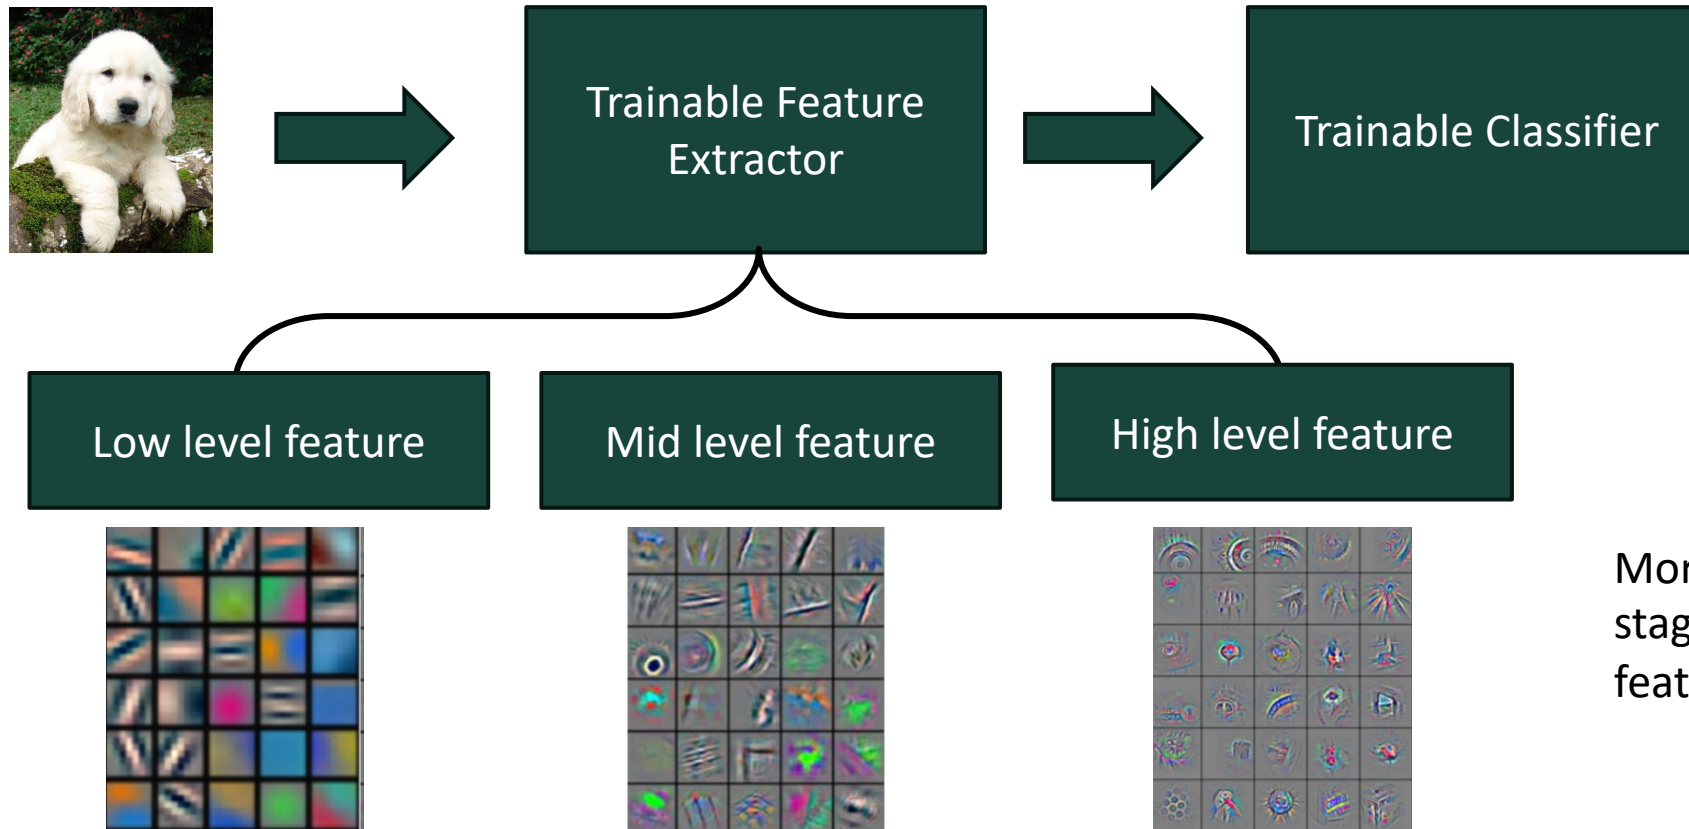 Trainable Feature
Extractor
Trainable Classifier
Low level feature
Mid level feature
High level feature